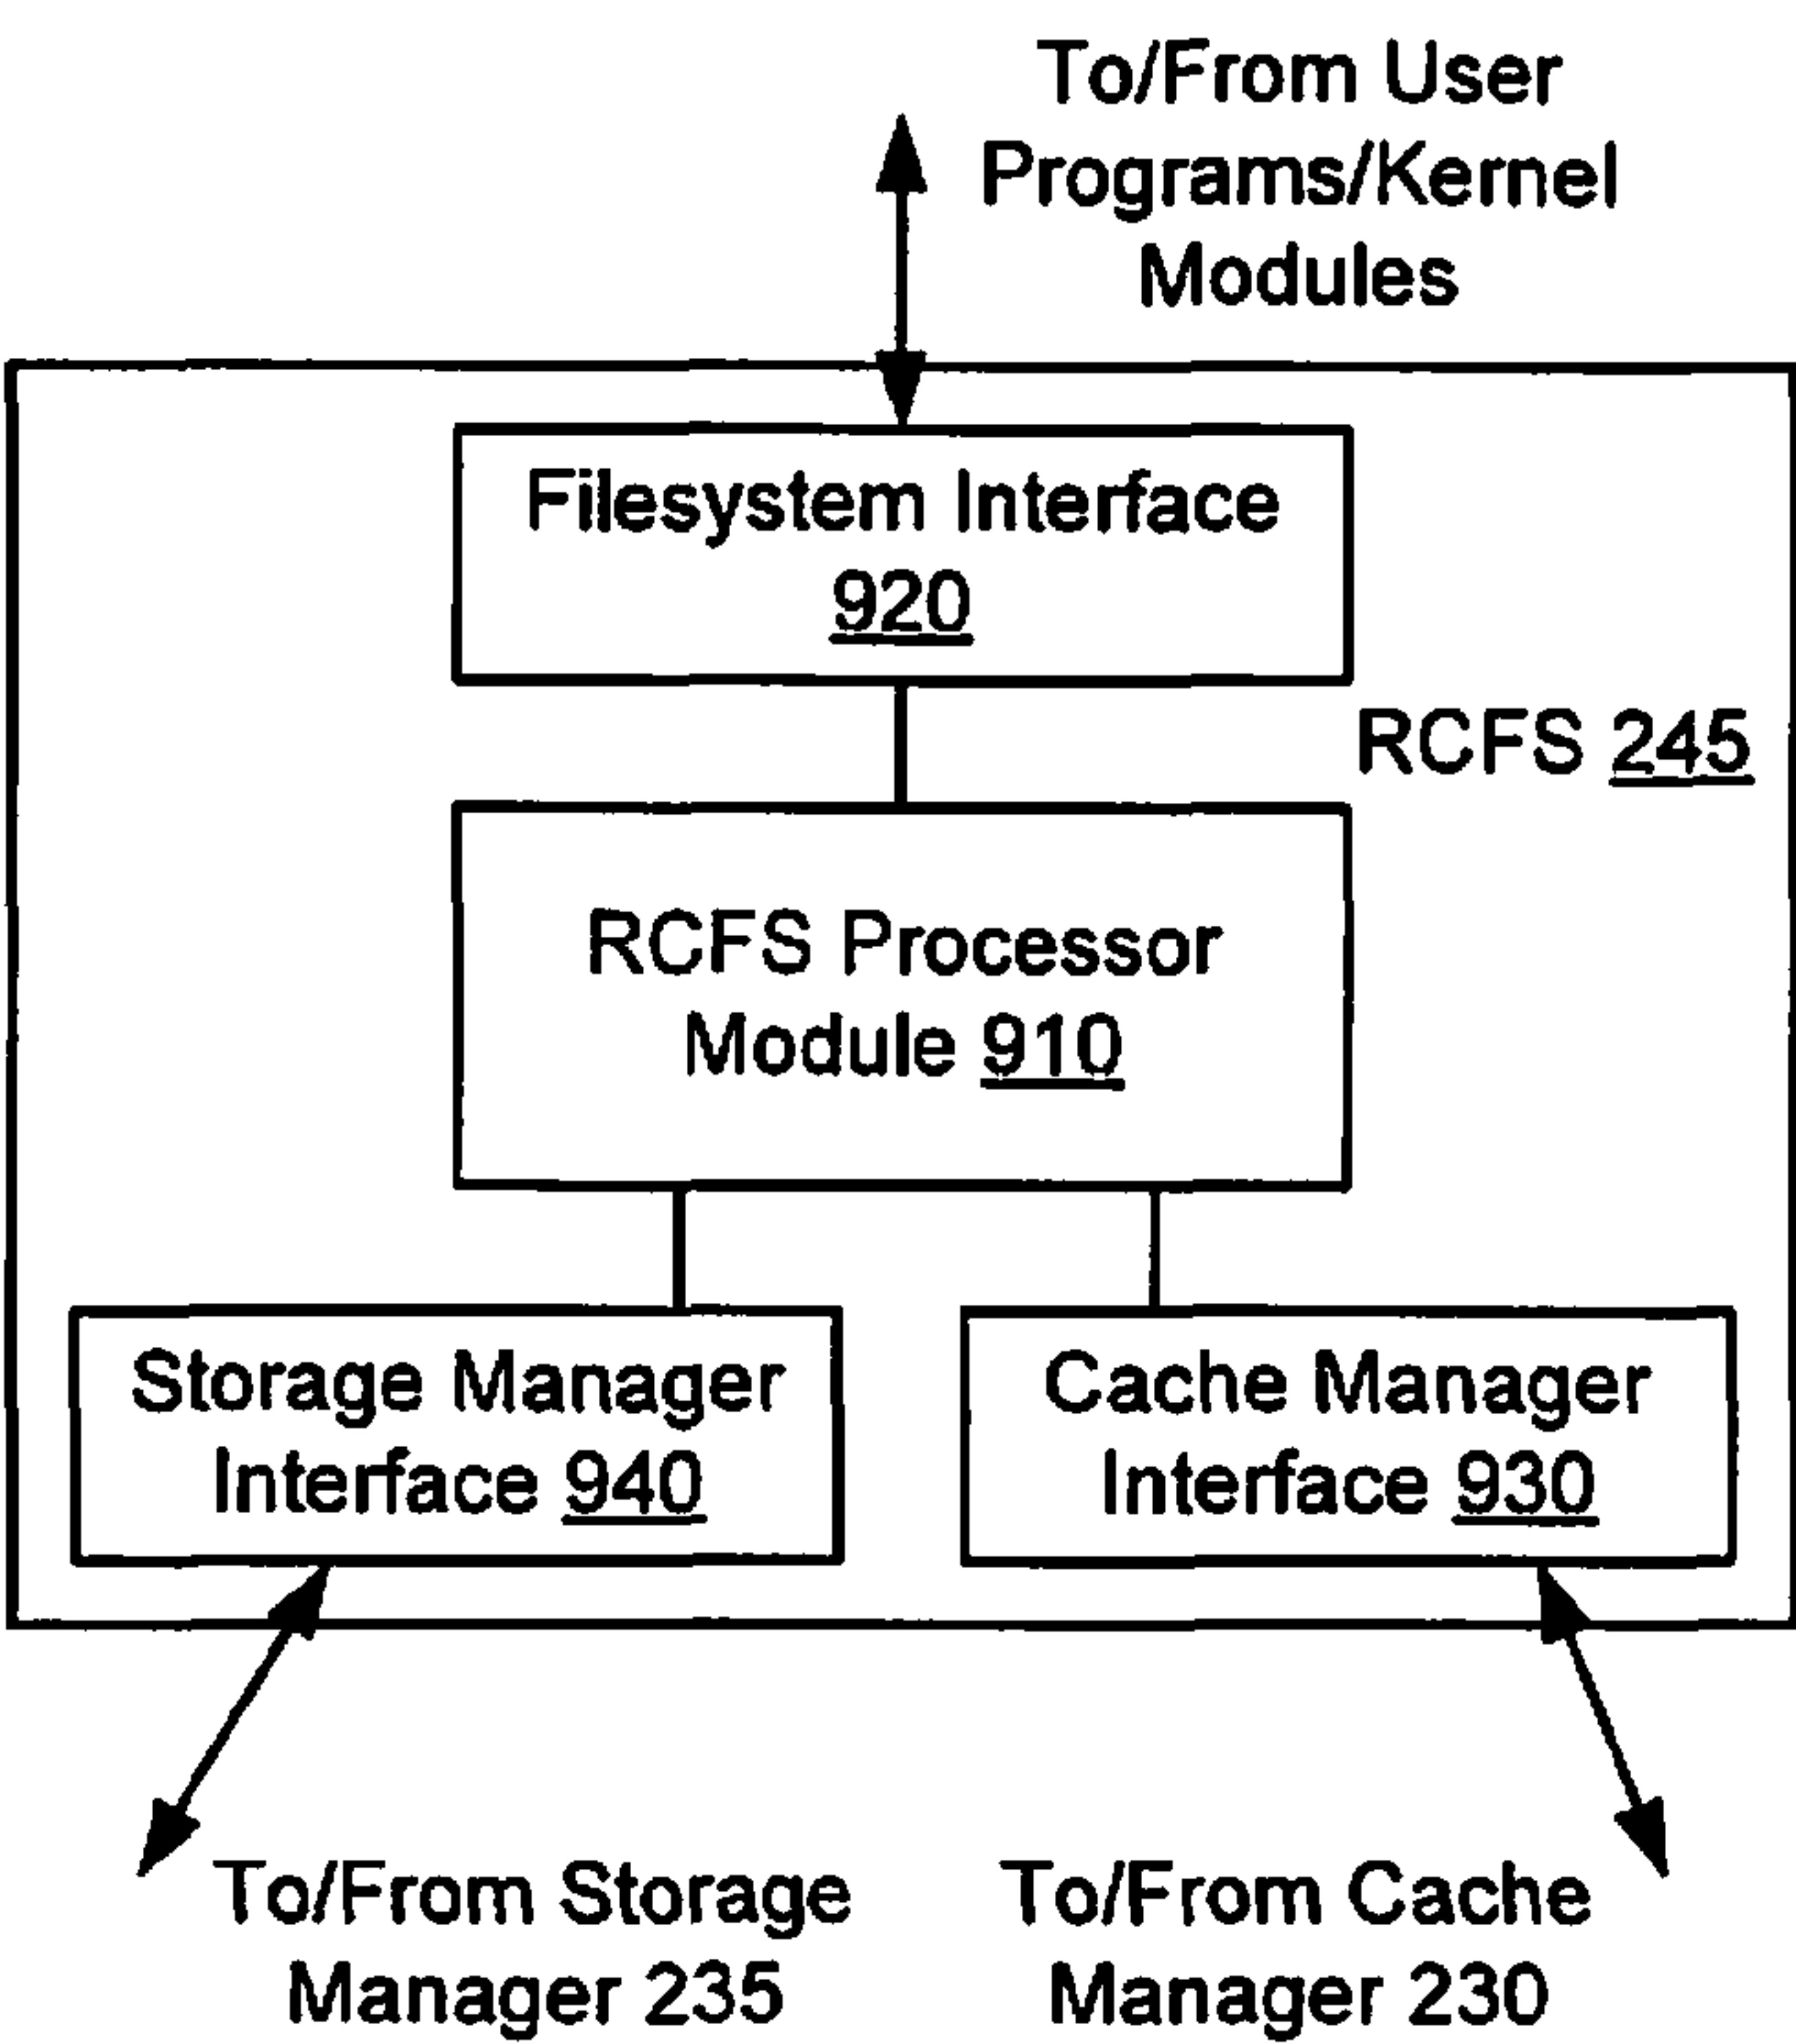 To/From User
Programs/Kernel
Modules
Filesystem Interface
920
RCFS 245
RCFS Processor
Module 910
Storage Manager
Interface 940
Cache Manager
Interface 930
To/From Storage
Manager 235
To/From Cache
Manager 230